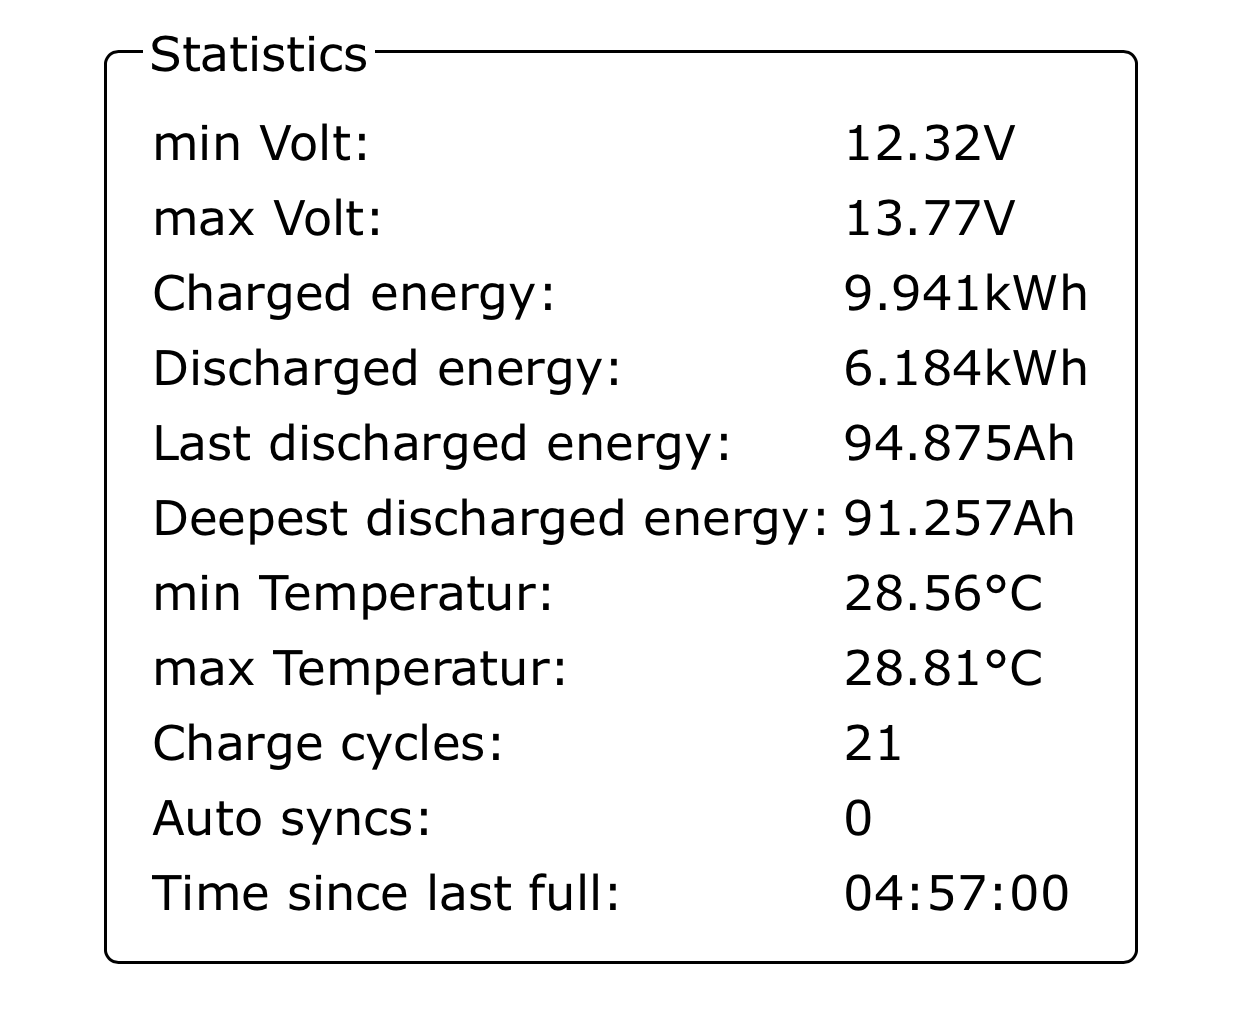 Statistics
min Volt: 12.32V
max Volt: 13.77V
Charged energy: 9.941kWh
Discharged energy: 6.184kWh
Last discharged energy: 94.875Ah
Deepest discharged energy: 91.257Ah
min Temperatur: 28.56°C
max Temperatur: 28.81°C
Charge cycles: 21
Auto syncs: 0
Time since last full: 04:57:00